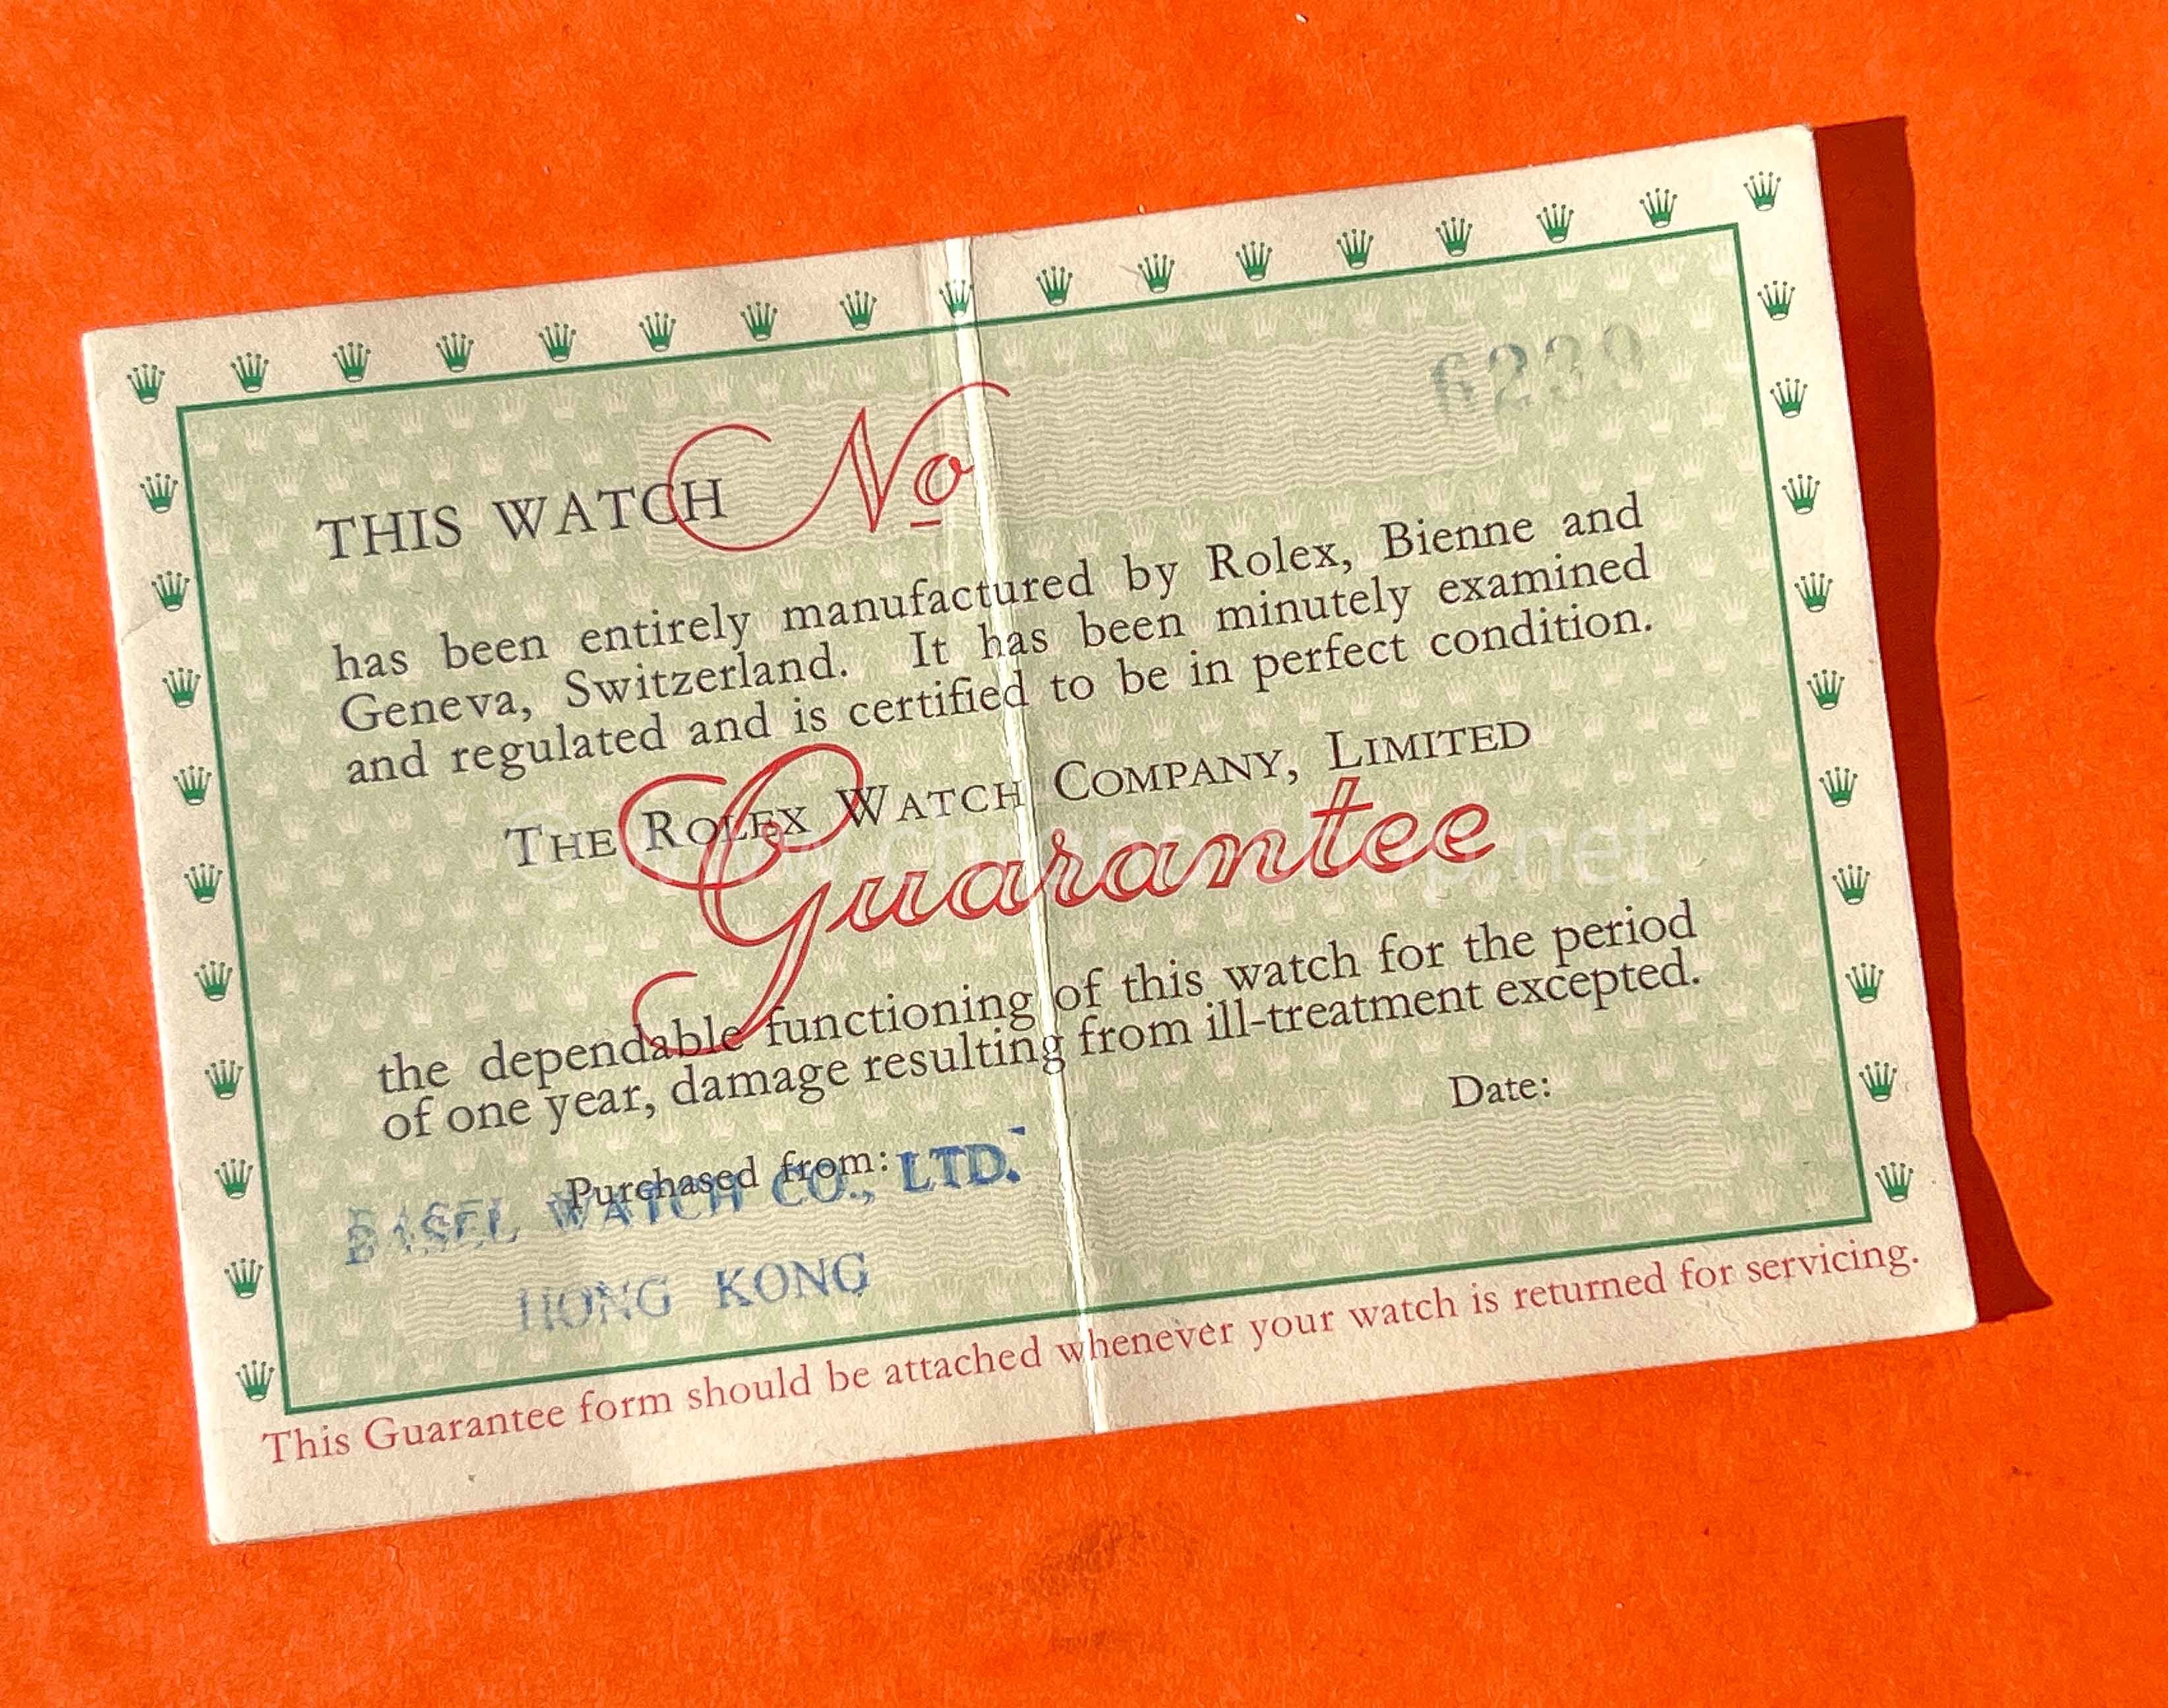 6239
THIS WATCH No
has been entirely manufactured by Rolex, Bienne and
Geneva, Switzerland. It has been minutely examined
and regulated and is certified to be in perfect condition.
THE ROLEX WATCH COMPANY, LIMITED
Guarantee
the dependable functioning of this watch for the period
of one year, damage resulting from ill-treatment excepted.
Date:
Purchased from:
BASEL WATCH CO., LTD.
HONG KONG
This Guarantee form should be attached whenever your watch is returned for servicing.